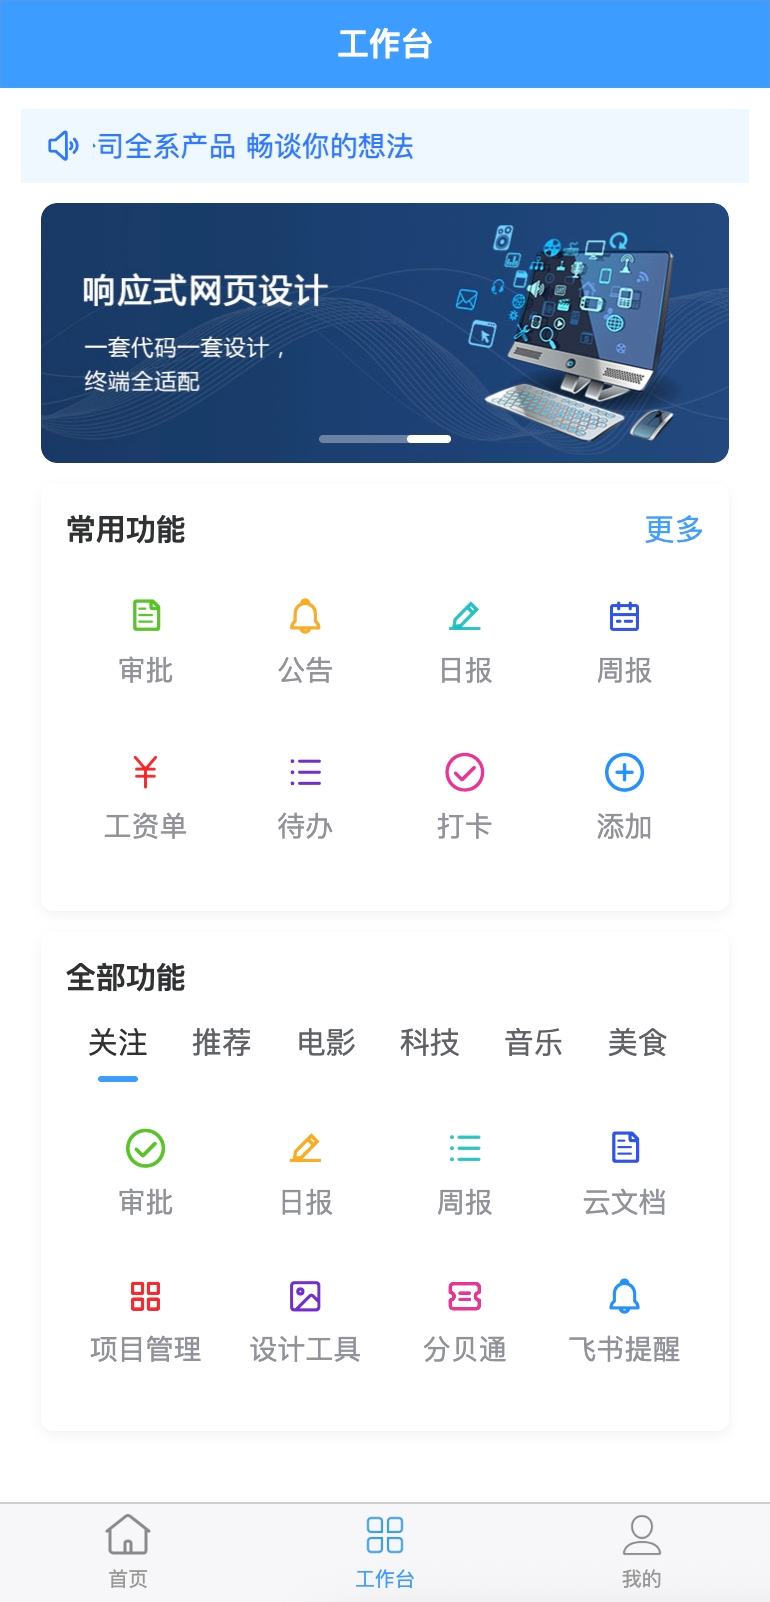 工作台
司全系产品 畅谈你的想法
响应式网页设计
一套代码一套设计，
终端全适配
常用功能
更多
审批 公告 日报 周报
工资单 待办 打卡 添加
全部功能
关注 推荐 电影 科技 音乐 美食
审批 日报 周报 云文档
项目管理 设计工具 分贝通 飞书提醒
首页 工作台 我的